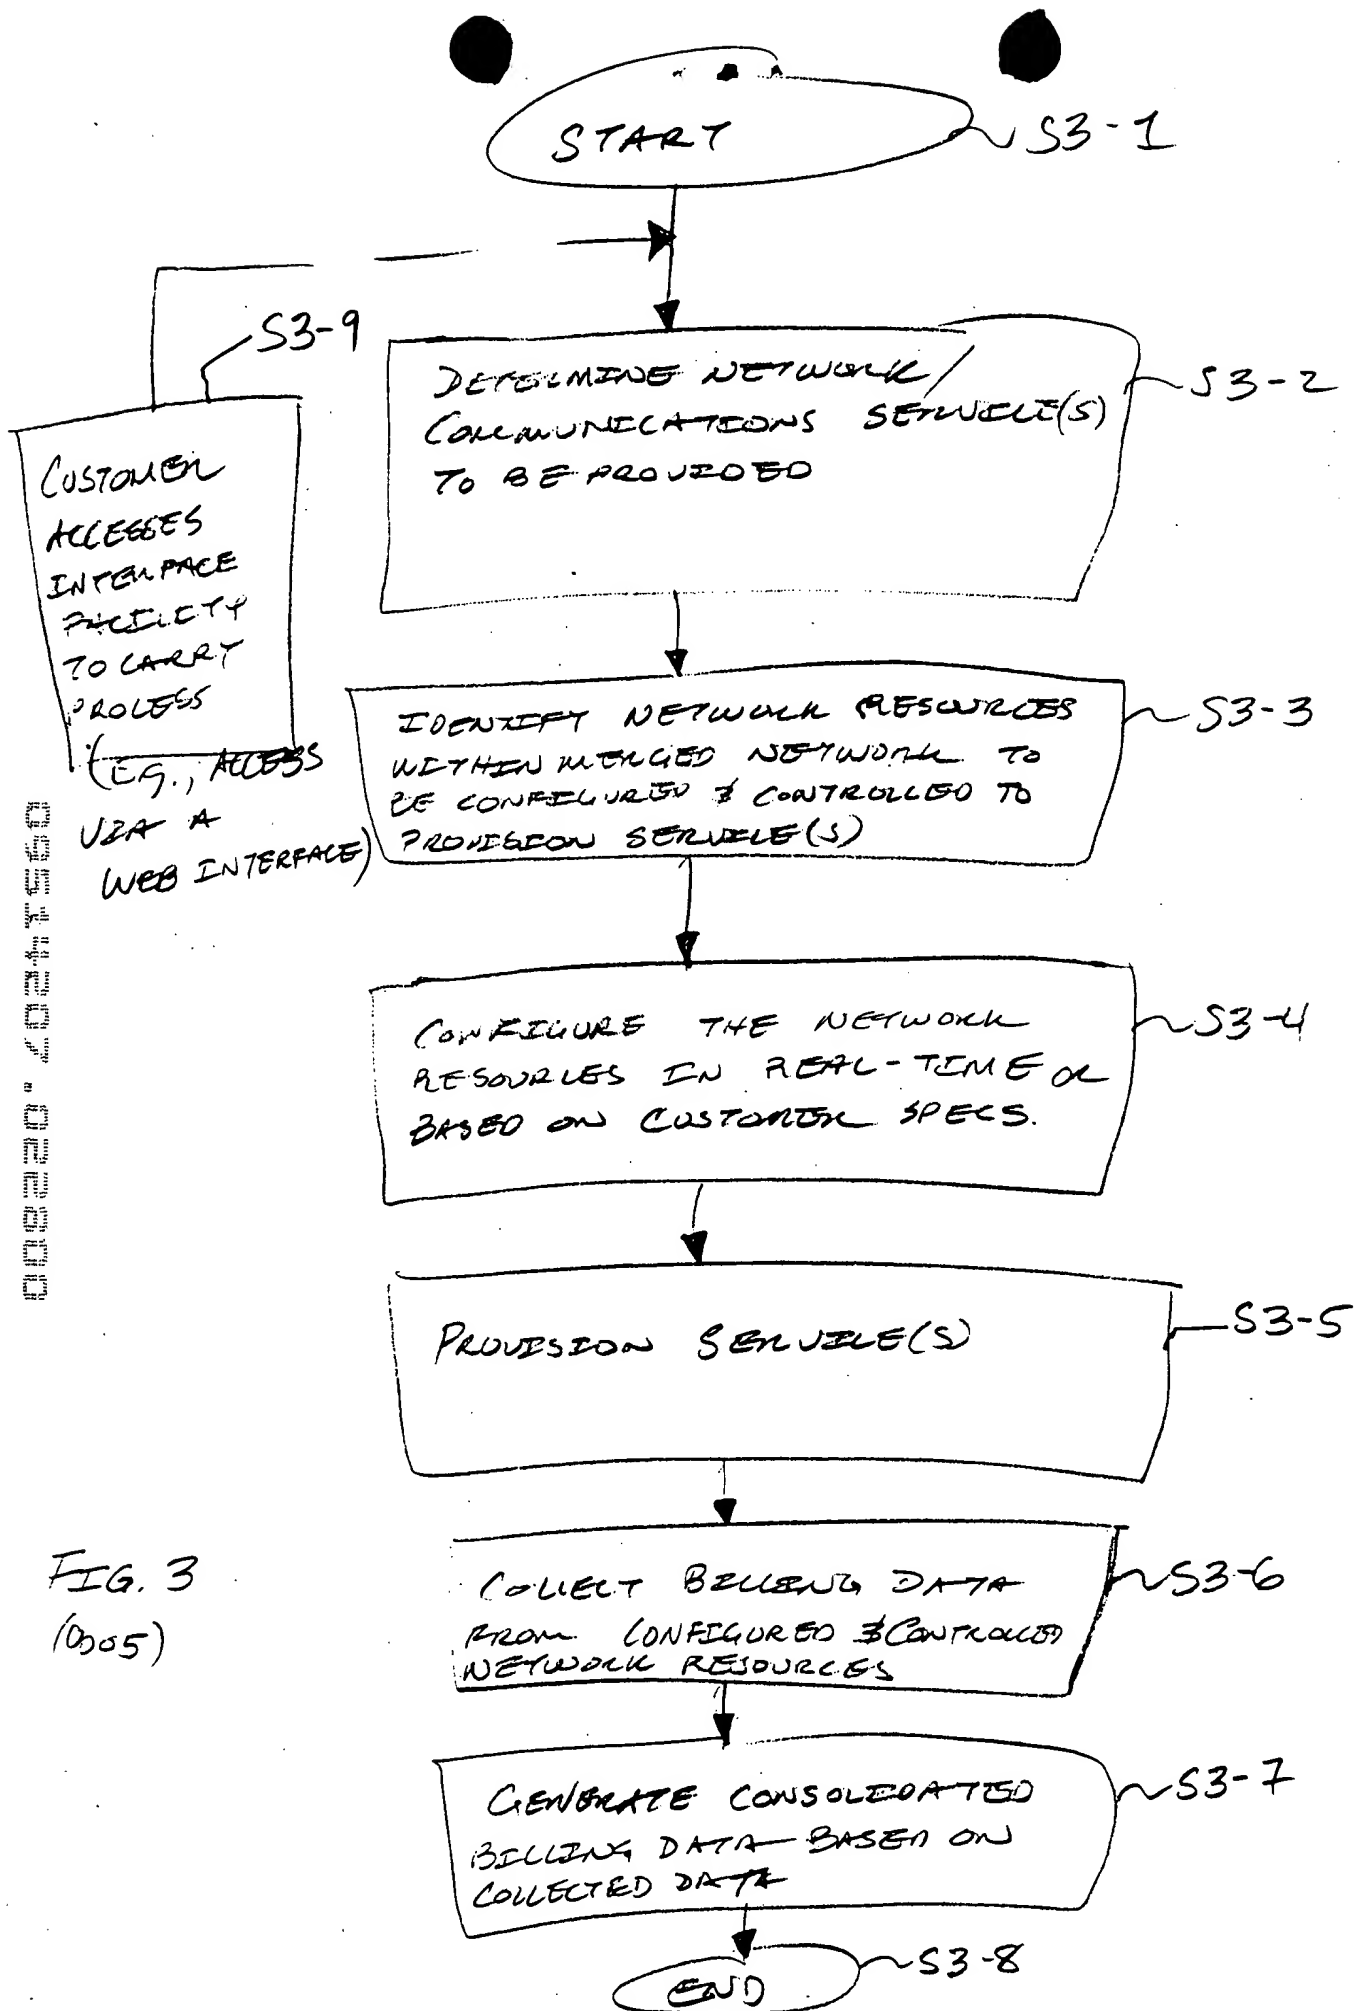 START
S3-1
S3-9
DETERMINE NETWORK/
COMMUNICATIONS SERVICE(S)
TO BE PROVIDED
S3-2
CUSTOMER
ACCESSES
INTERFACE
FACILITY
TO CARRY
PROCESS
(E.G., ACCESS
VIA A
WEB INTERFACE)
IDENTIFY NETWORK RESOURCES
WITHIN MERGED NETWORK TO
BE CONFIGURED & CONTROLLED TO
PROVISION SERVICE(S)
S3-3
CONFIGURE THE NETWORK
RESOURCES IN REAL-TIME OR
BASED ON CUSTOMER SPECS.
S3-4
PROVISION SERVICE(S)
S3-5
COLLECT BILLING DATA
FROM CONFIGURED & CONTROLLED
NETWORK RESOURCES
S3-6
GENERATE CONSOLIDATED
BILLING DATA BASED ON
COLLECTED DATA
S3-7
END
S3-8
FIG. 3
09514207.022800